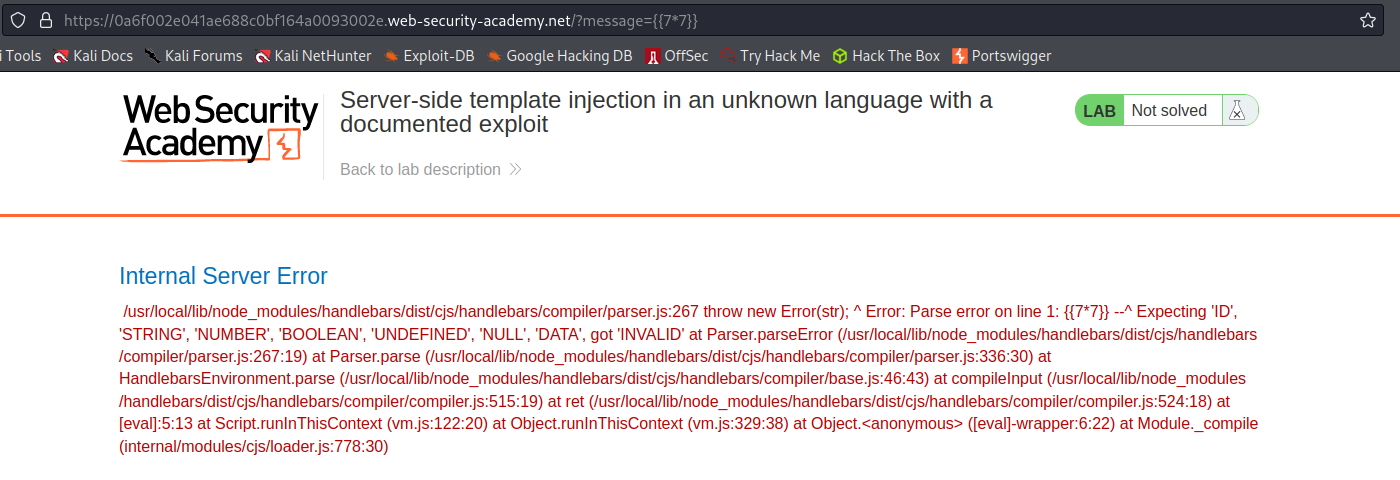 https://0a6f002e041ae688c0bf164a0093002e.web-security-academy.net/?message={{7*7}}
i Tools Kali Docs Kali Forums Kali NetHunter Exploit-DB Google Hacking DB OffSec Try Hack Me Hack The Box Portswigger
Web Security
Academy
Server-side template injection in an unknown language with a
documented exploit
LAB Not solved
Back to lab description
Internal Server Error
/usr/local/lib/node_modules/handlebars/dist/cjs/handlebars/compiler/parser.js:267 throw new Error(str); ^ Error: Parse error on line 1: {{7*7}} --^ Expecting 'ID',
'STRING', 'NUMBER', 'BOOLEAN', 'UNDEFINED', 'NULL', 'DATA', got 'INVALID' at Parser.parseError (/usr/local/lib/node_modules/handlebars/dist/cjs/handlebars
/compiler/parser.js:267:19) at Parser.parse (/usr/local/lib/node_modules/handlebars/dist/cjs/handlebars/compiler/parser.js:336:30) at
HandlebarsEnvironment.parse (/usr/local/lib/node_modules/handlebars/dist/cjs/handlebars/compiler/base.js:46:43) at compileInput (/usr/local/lib/node_modules
/handlebars/dist/cjs/handlebars/compiler/compiler.js:515:19) at ret (/usr/local/lib/node_modules/handlebars/dist/cjs/handlebars/compiler/compiler.js:524:18) at
[eval]:5:13 at Script.runInThisContext (vm.js:122:20) at Object.runInThisContext (vm.js:329:38) at Object.<anonymous> ([eval]-wrapper:6:22) at Module._compile
(internal/modules/cjs/loader.js:778:30)